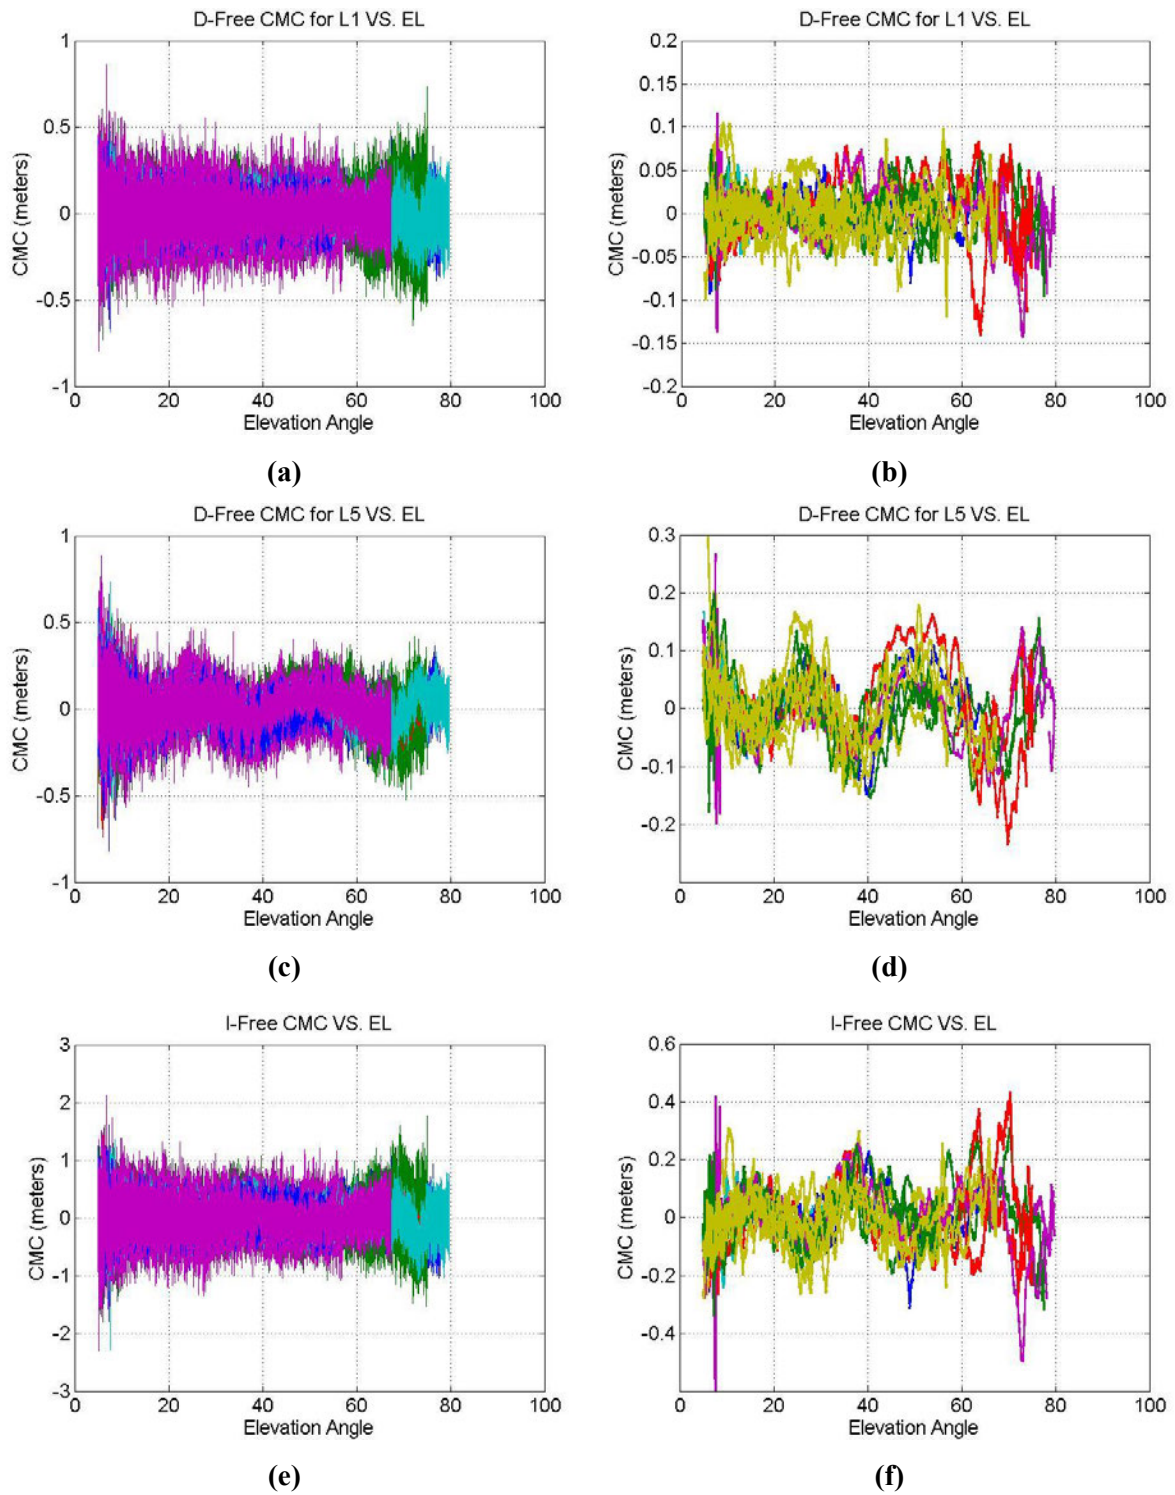 D-Free CMC for L1 VS. EL
1
0.5
0
-0.5
-1
CMC (meters)
0 20 40 60 80 100
Elevation Angle
(a)
D-Free CMC for L1 VS. EL
0.2
0.15
0.1
0.05
0
-0.05
-0.1
-0.15
-0.2
CMC (meters)
0 20 40 60 80 100
Elevation Angle
(b)
D-Free CMC for L5 VS. EL
1
0.5
0
-0.5
-1
CMC (meters)
0 20 40 60 80 100
Elevation Angle
(c)
D-Free CMC for L5 VS. EL
0.3
0.2
0.1
0
-0.1
-0.2
CMC (meters)
0 20 40 60 80 100
Elevation Angle
(d)
I-Free CMC VS. EL
3
2
1
0
-1
-2
-3
CMC (meters)
0 20 40 60 80 100
Elevation Angle
(e)
I-Free CMC VS. EL
0.6
0.4
0.2
0
-0.2
-0.4
CMC (meters)
0 20 40 60 80 100
Elevation Angle
(f)